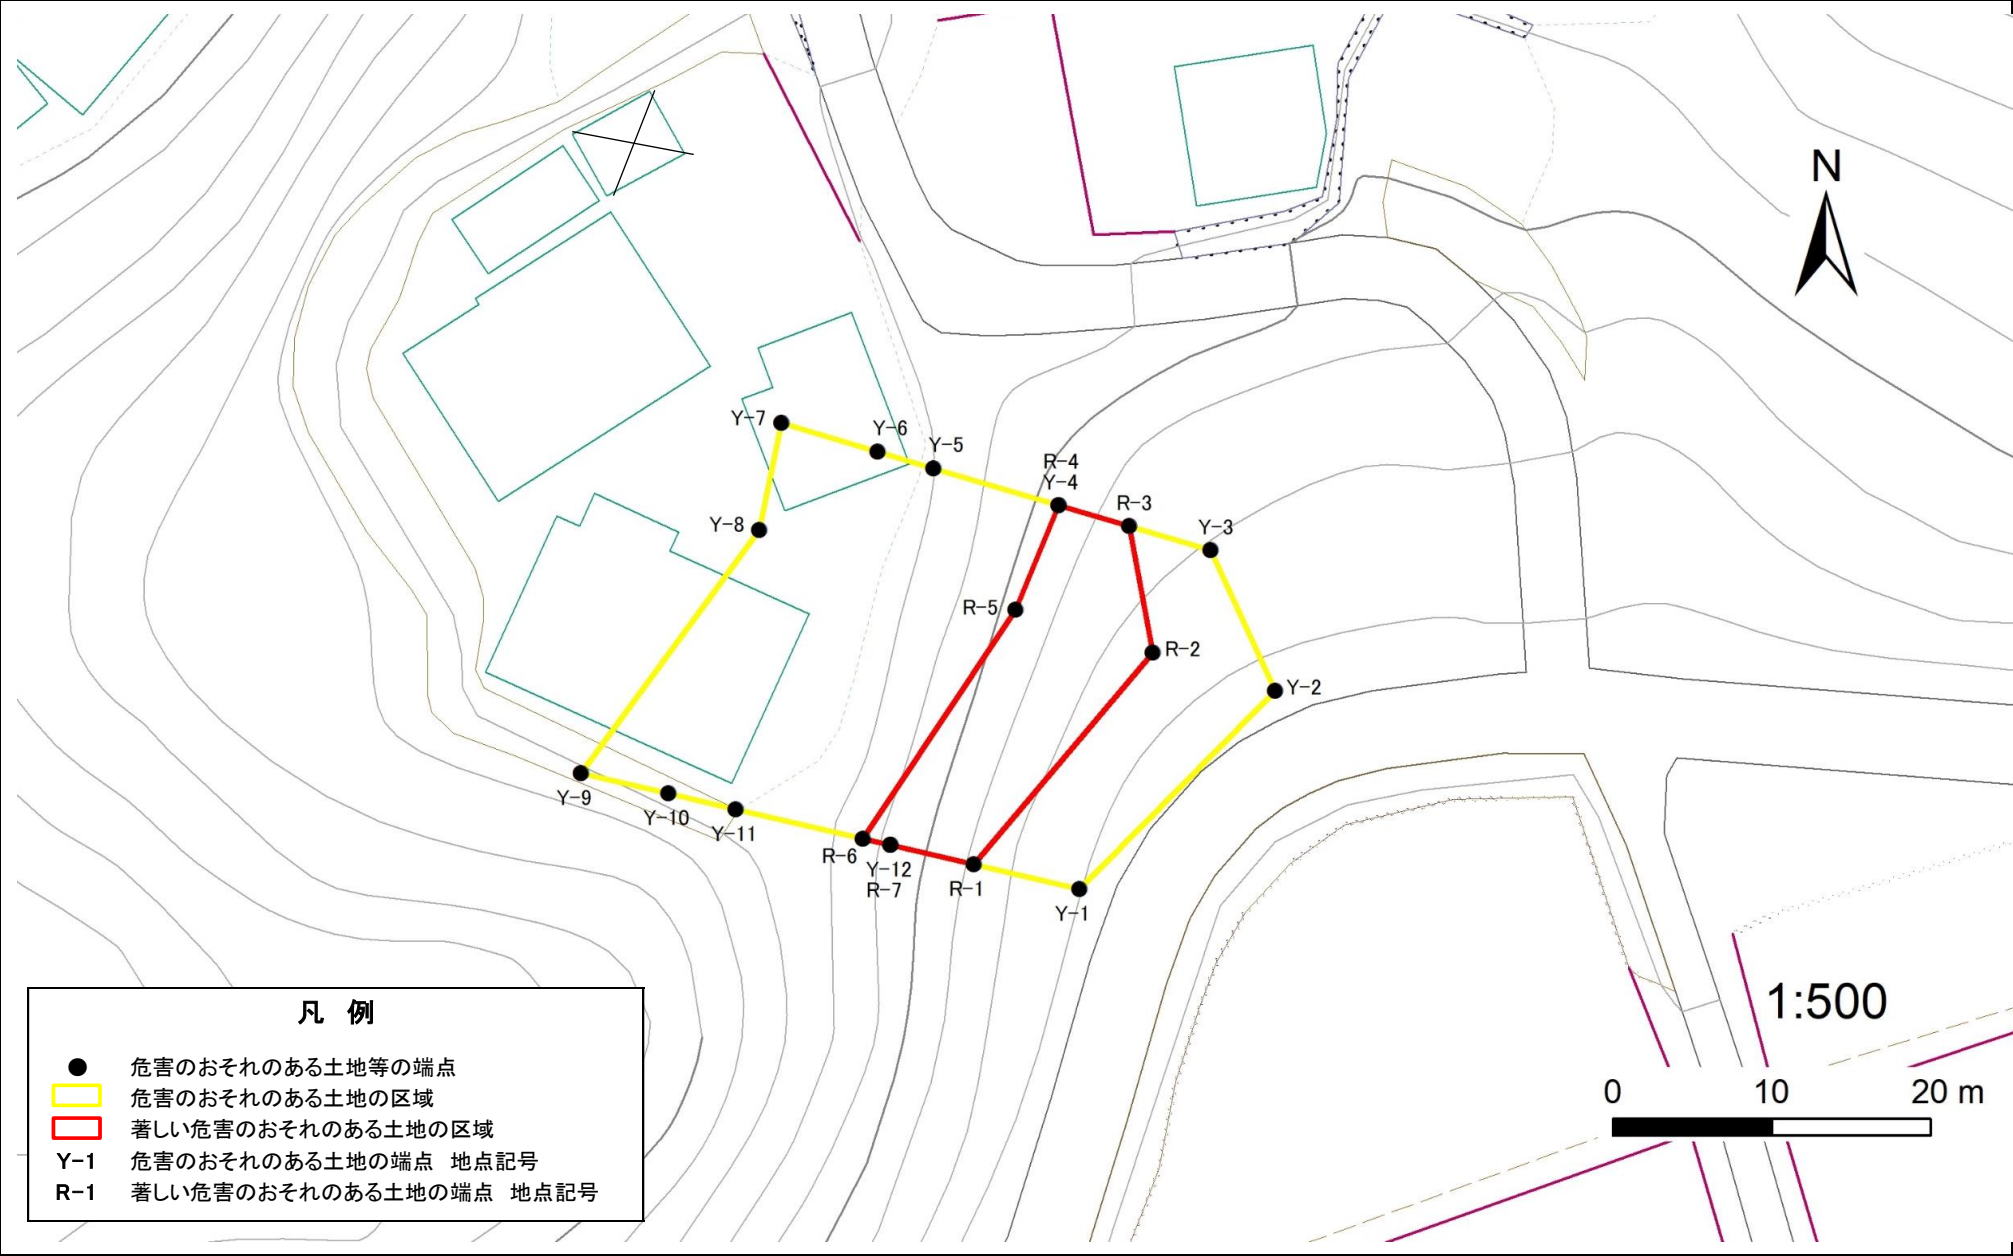 N
Y-7
Y-6
Y-5
R-4
Y-4
R-3
Y-3
Y-8
R-5
R-2
Y-2
Y-9
Y-10
Y-11
R-6
Y-12
R-7
R-1
Y-1
1:500
0 10 20 m
凡 例
危害のおそれのある土地等の端点
危害のおそれのある土地の区域
著しい危害のおそれのある土地の区域
Y-1 危害のおそれのある土地の端点 地点記号
R-1 著しい危害のおそれのある土地の端点 地点記号